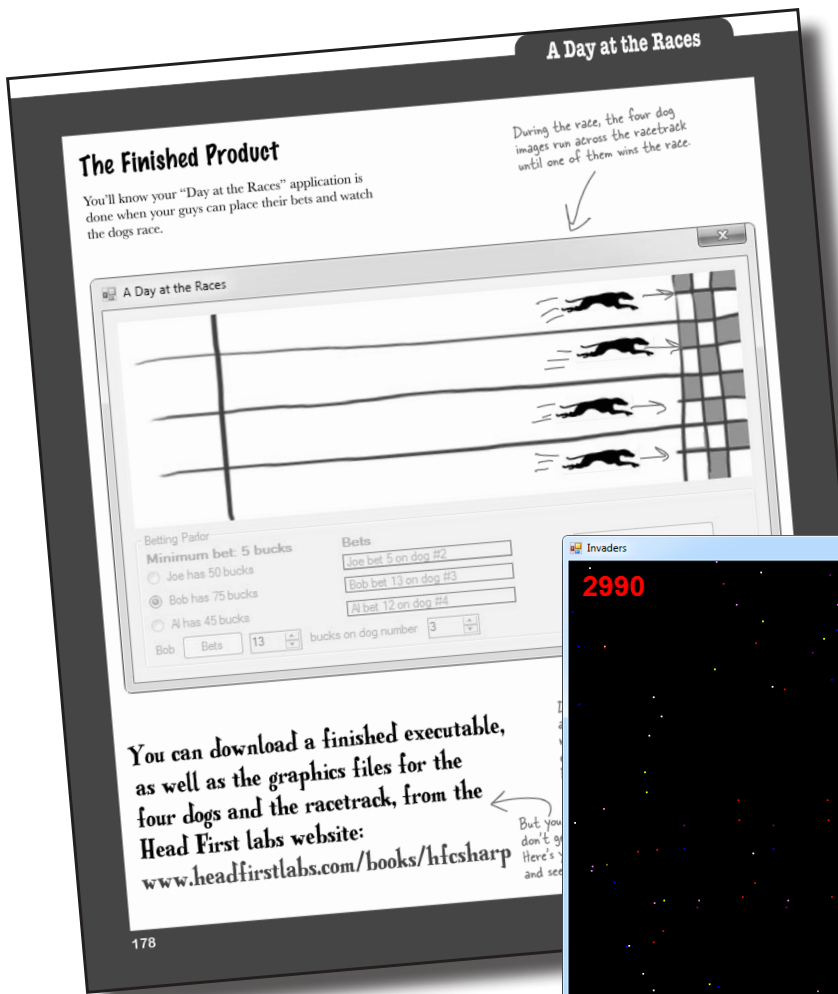 A Day at the Races
The Finished Product
You'll know your "Day at the Races" application is
done when your guys can place their bets and watch
the dogs race.
During the race, the four dog
images run across the racetrack
until one of them wins the race.
A Day at the Races
Betting Parlor
Minimum bet: 5 bucks
Joe has 50 bucks
Bob has 75 bucks
Al has 45 bucks
Bob Bets 13 bucks on dog number 3
Bets
Joe bet 5 on dog #2
Bob bet 13 on dog #3
Al bet 12 on dog #4
Invaders
2990
You can download a finished executable,
as well as the graphics files for the
four dogs and the racetrack, from the
Head First labs website:
www.headfirstlabs.com/books/hfcsharp
But you
don't
Here's
and see
178